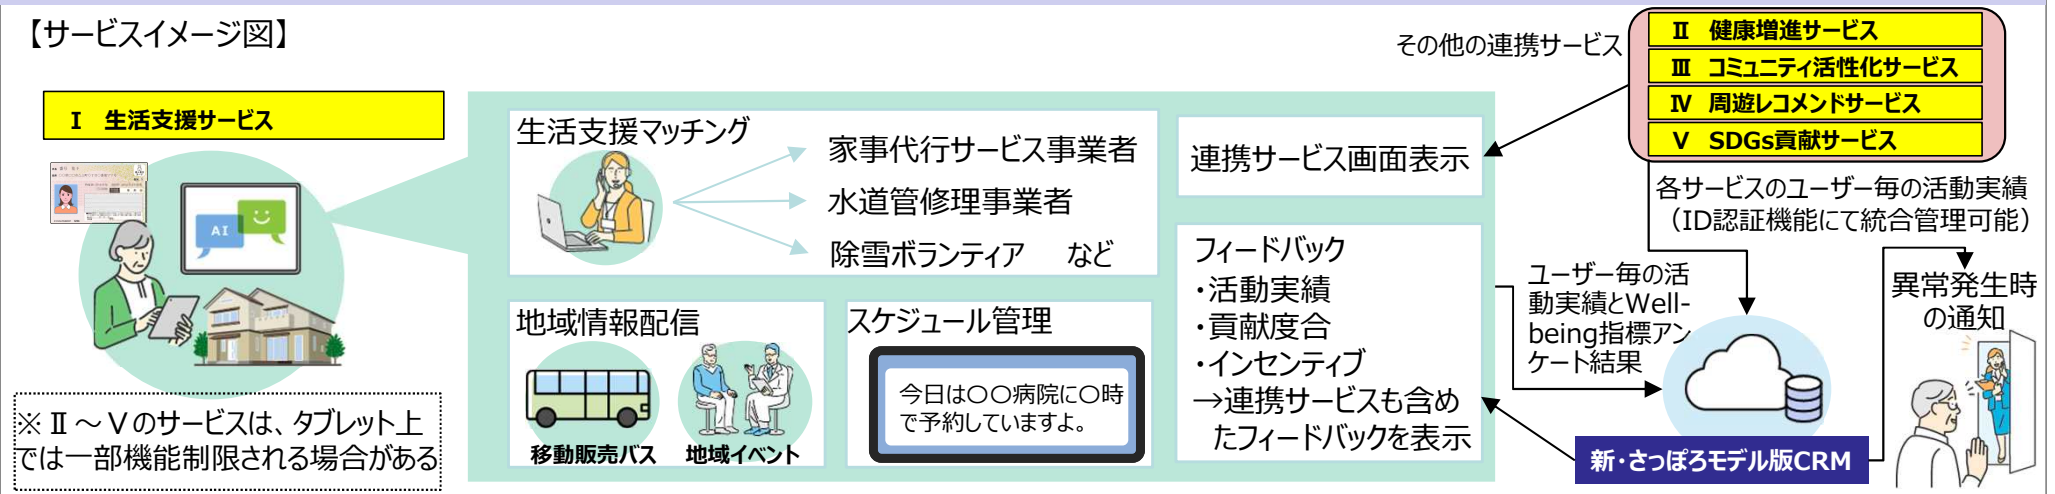 【サービスイメージ図】
Ⅰ 生活支援サービス
AI
※ Ⅱ～Ⅴのサービスは、タブレット上
では一部機能制限される場合がある
生活支援マッチング
家事代行サービス事業者
水道管修理事業者
除雪ボランティア など
地域情報配信
移動販売バス
地域イベント
スケジュール管理
今日は〇〇病院に〇時
で予約していますよ。
連携サービス画面表示
フィードバック
・活動実績
・貢献度合
・インセンティブ
→連携サービスも含め
たフィードバックを表示
その他の連携サービス
Ⅱ 健康増進サービス
Ⅲ コミュニティ活性化サービス
Ⅳ 周遊レコメンドサービス
Ⅴ SDGs貢献サービス
各サービスのユーザー毎の活動実績
（ID認証機能にて統合管理可能）
ユーザー毎の活
動実績とWell-
being指標アン
ケート結果
異常発生時
の通知
新・さっぽろモデル版CRM